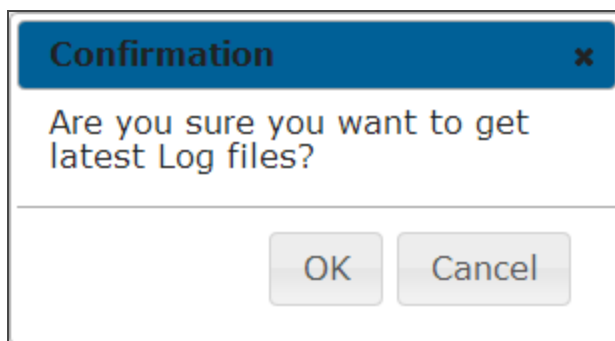 Confirmation
Are you sure you want to get
latest Log files?
OK Cancel